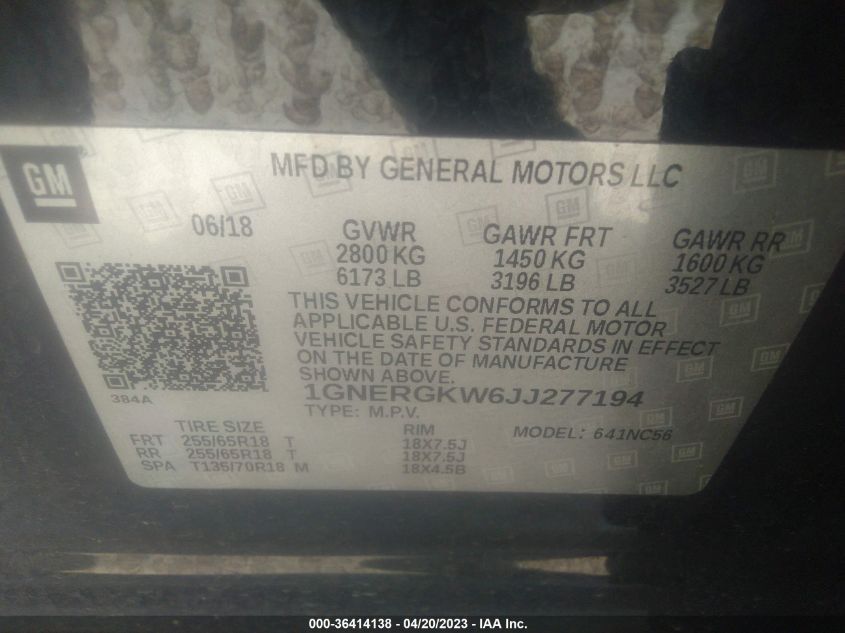 GM
MFD BY GENERAL MOTORS LLC
06/18
GVWR
2800 KG
6173 LB
GAWR FRT
1450 KG
3196 LB
GAWR RR
1600 KG
3527 LB
THIS VEHICLE CONFORMS TO ALL
APPLICABLE U.S. FEDERAL MOTOR
VEHICLE SAFETY STANDARDS IN EFFECT
ON THE DATE OF MANUFACTURE
SHOWN ABOVE.
384A
1GNERGKW6JJ277194
TYPE: M.P.V.
MODEL: 641NC56
TIRE SIZE RIM
FRT 255/65R18 T 18X7.5J
RR 255/65R18 T 18X7.5J
SPA T135/70R18 M 18X4.5B
000-36414138 - 04/20/2023 - IAA Inc.